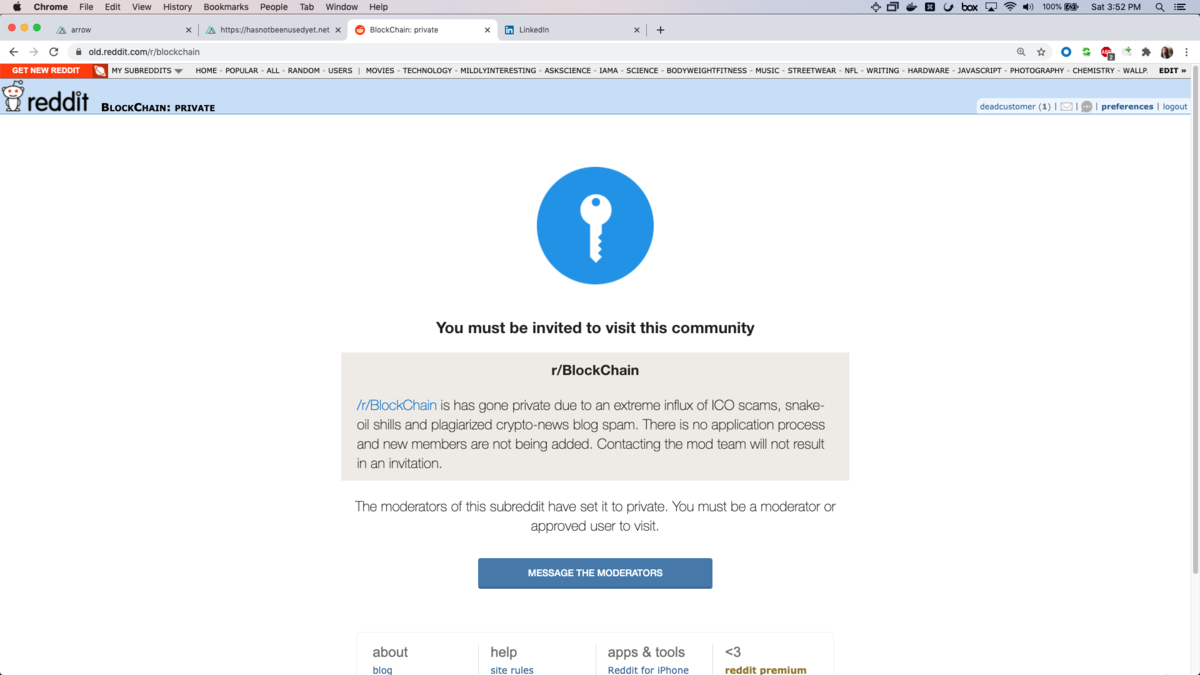 Chrome File Edit View History Bookmarks People Tab Window Help box 100% Sat 3:52 PM
arrow https://hasnotbeenusedyet.net BlockChain: private LinkedIn
old.reddit.com/r/blockchain
GET NEW REDDIT MY SUBREDDITS HOME - POPULAR - ALL - RANDOM - USERS | MOVIES - TECHNOLOGY - MILDLYINTERESTING - ASKSCIENCE - IAMA - SCIENCE - BODYWEIGHTFITNESS - MUSIC - STREETWEAR - NFL - WRITING - HARDWARE - JAVASCRIPT - PHOTOGRAPHY - CHEMISTRY - WALLP. EDIT »
reddit BLOCKCHAIN: PRIVATE
deadcustomer (1) | | | preferences | logout
You must be invited to visit this community
r/BlockChain
/r/BlockChain is has gone private due to an extreme influx of ICO scams, snake-
oil shills and plagiarized crypto-news blog spam. There is no application process
and new members are not being added. Contacting the mod team will not result
in an invitation.
The moderators of this subreddit have set it to private. You must be a moderator or
approved user to visit.
MESSAGE THE MODERATORS
about help apps & tools <3
blog site rules Reddit for iPhone reddit premium